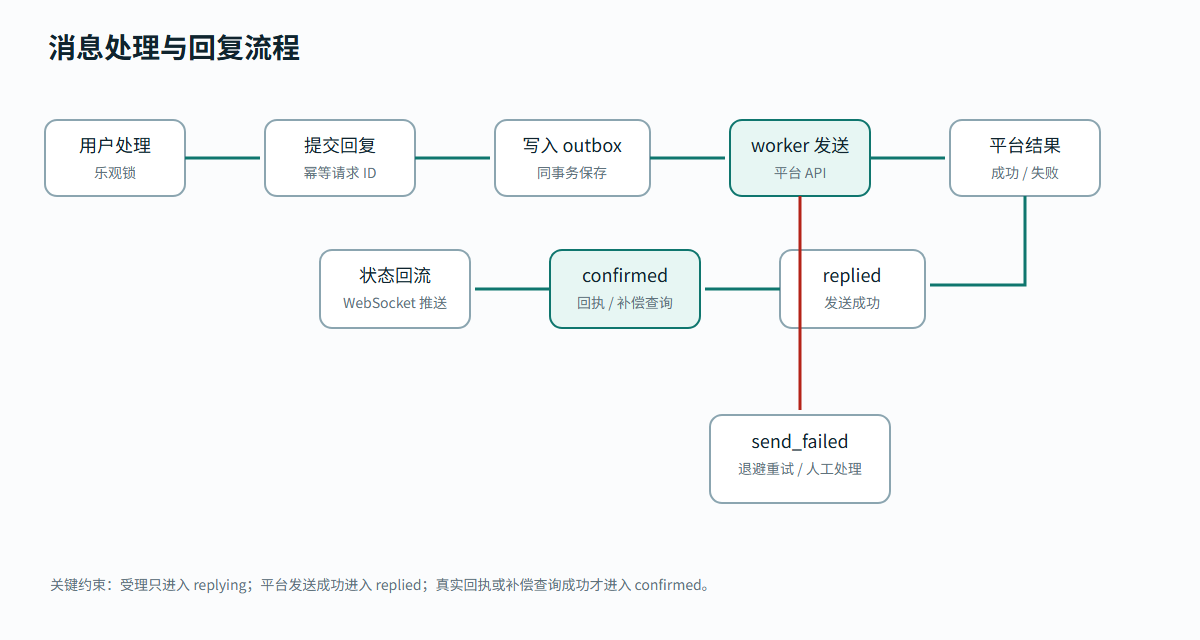 消息处理与回复流程
用户处理
乐观锁
提交回复
幂等请求 ID
写入 outbox
同事务保存
worker 发送
平台 API
平台结果
成功 / 失败
状态回流
WebSocket 推送
confirmed
回执 / 补偿查询
replied
发送成功
send_failed
退避重试 / 人工处理
关键约束：受理只进入 replying；平台发送成功进入 replied；真实回执或补偿查询成功才进入 confirmed。